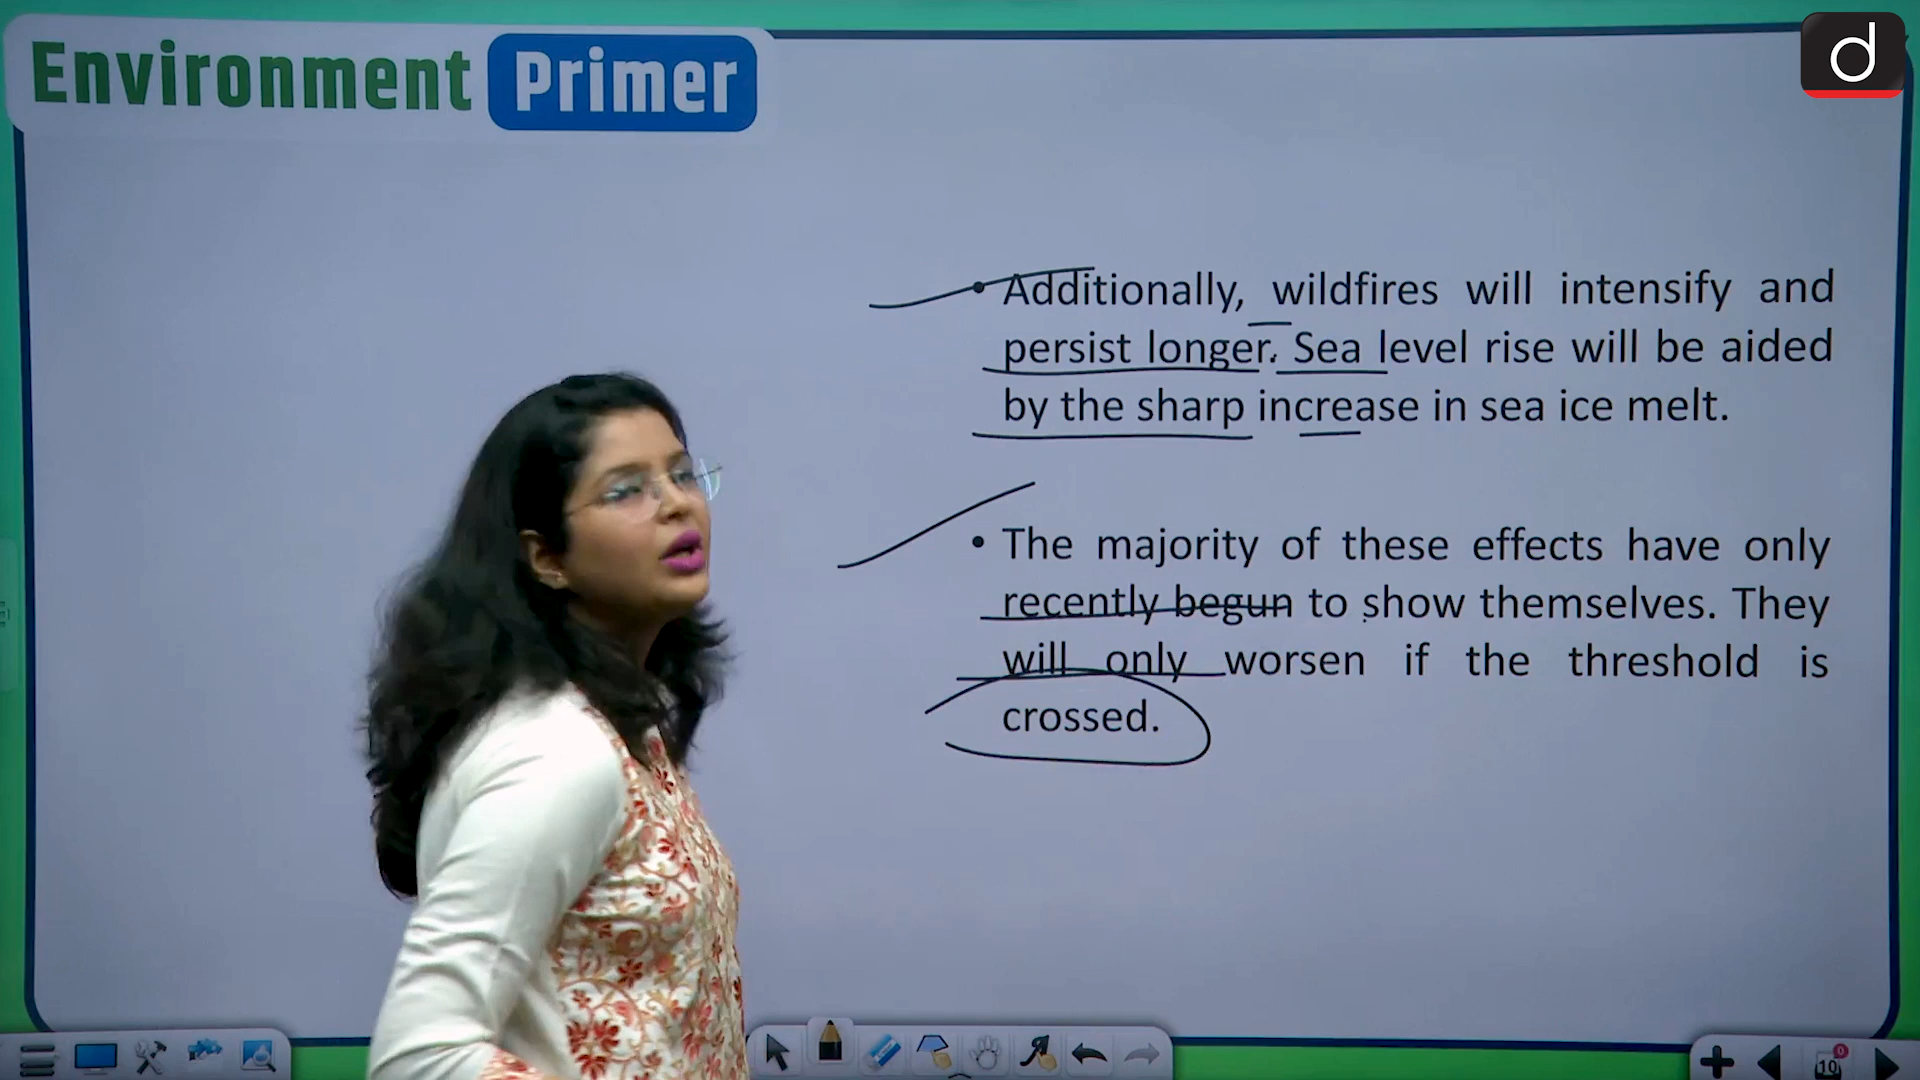 Environment Primer
d
• Additionally, wildfires will intensify and
persist longer. Sea level rise will be aided
by the sharp increase in sea ice melt.
• The majority of these effects have only
recently begun to show themselves. They
will only worsen if the threshold is
crossed.
0
10